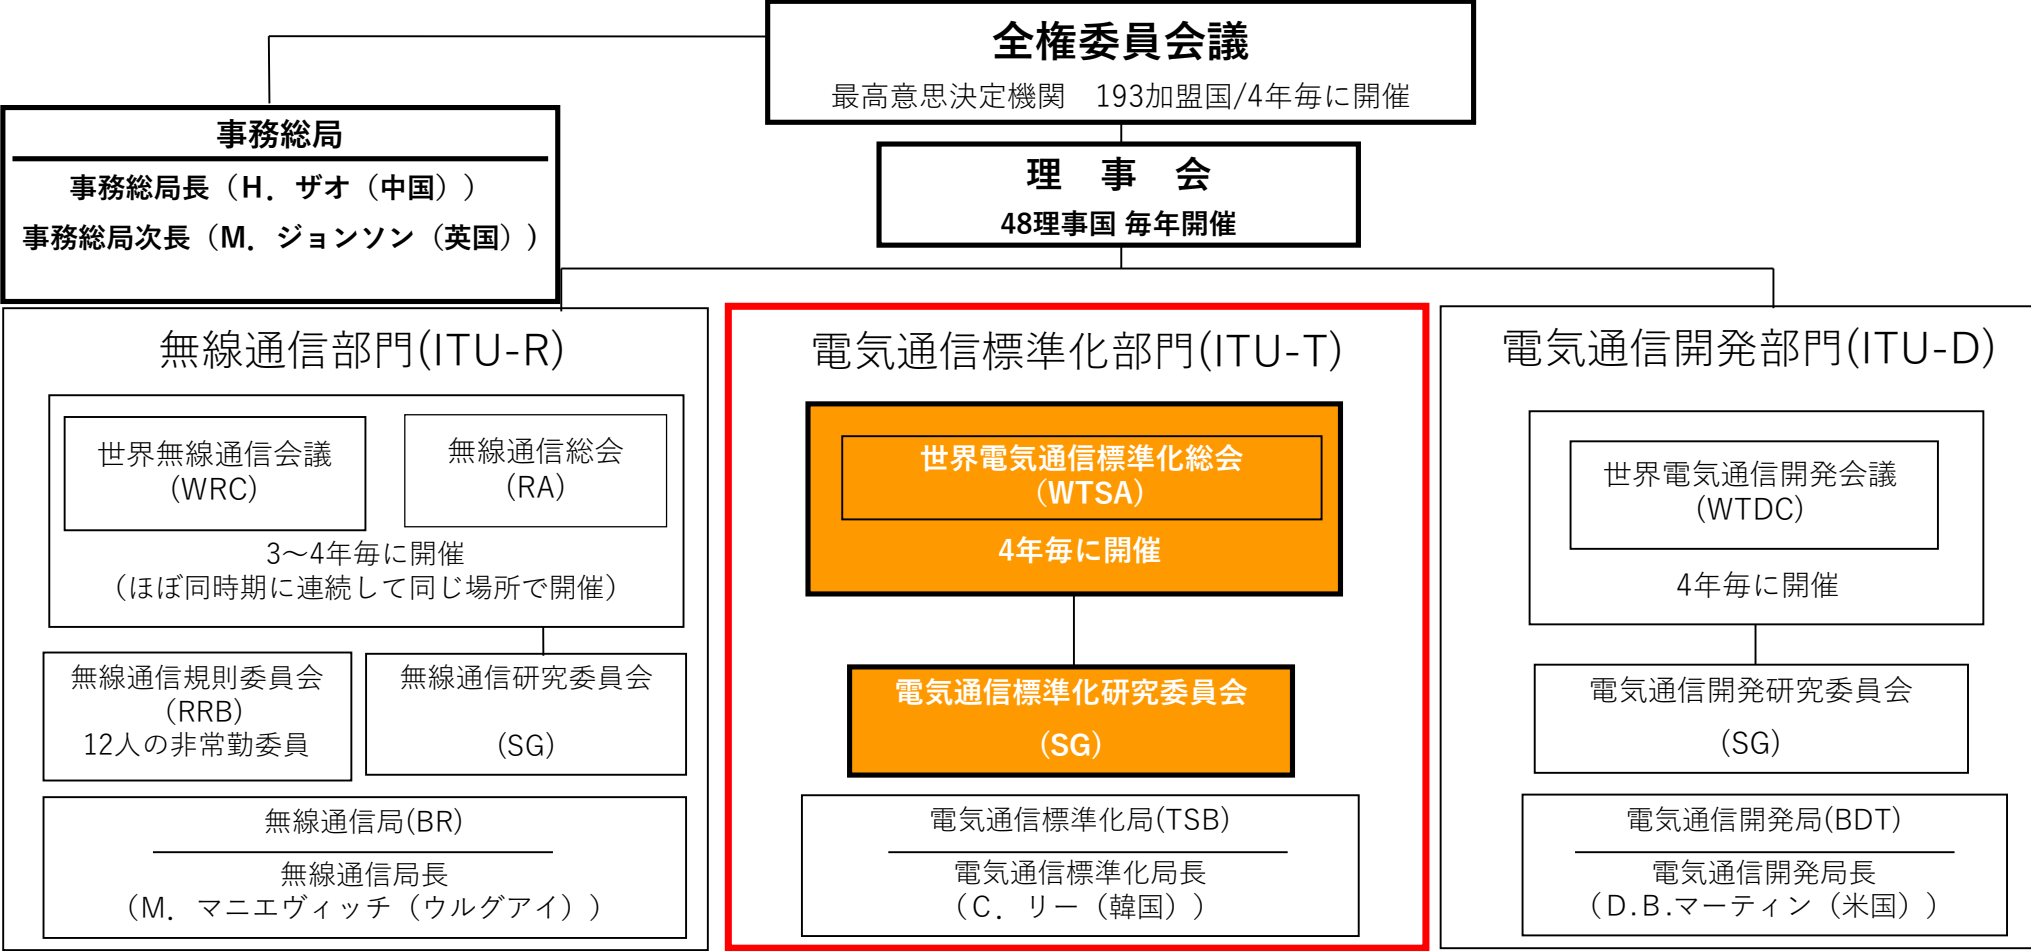 全権委員会議
最高意思決定機関　193加盟国/4年毎に開催
事務総局
事務総局長（H．ザオ（中国））
事務総局次長（M．ジョンソン（英国））
理　事　会
48理事国 毎年開催
無線通信部門(ITU-R)
世界無線通信会議
(WRC)
無線通信総会
(RA)
3～4年毎に開催
（ほぼ同時期に連続して同じ場所で開催）
無線通信規則委員会
(RRB)
12人の非常勤委員
無線通信研究委員会
(SG)
無線通信局(BR)
無線通信局長
（M．マニエヴィッチ（ウルグアイ））
電気通信標準化部門(ITU-T)
世界電気通信標準化総会
(WTSA)
4年毎に開催
電気通信標準化研究委員会
(SG)
電気通信標準化局(TSB)
電気通信標準化局長
（C．リー（韓国））
電気通信開発部門(ITU-D)
世界電気通信開発会議
(WTDC)
4年毎に開催
電気通信開発研究委員会
(SG)
電気通信開発局(BDT)
電気通信開発局長
（D.B.マーティン（米国））